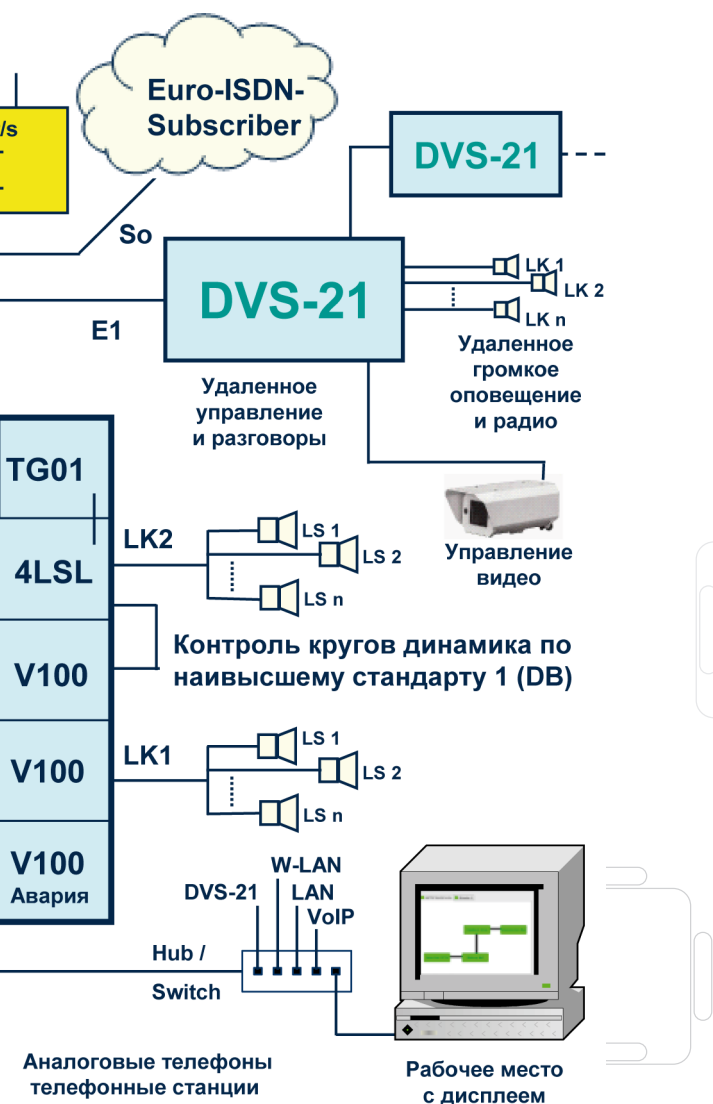 Euro-ISDN-
Subscriber
/s
DVS-21
So
DVS-21
LK 1
LK 2
LK n
E1
Удаленное
громкое
оповещение
и радио
Удаленное
управление
и разговоры
TG01
LK2
LS 1
LS 2
LS n
4LSL
Управление
видео
Контроль кругов динамика по
наивысшему стандарту 1 (DB)
V100
LK1
LS 1
LS 2
LS n
V100
V100
Авария
W-LAN
DVS-21
LAN
VoIP
Hub /
Switch
Аналоговые телефоны
телефонные станции
Рабочее место
с дисплеем